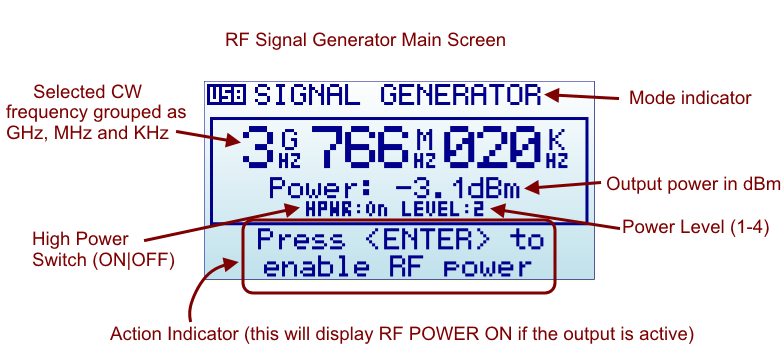 RF Signal Generator Main Screen
Selected CW
frequency grouped as
GHz, MHz and KHz
USB SIGNAL GENERATOR
Mode indicator
3 G HZ 766 M HZ 020 K HZ
Power: -3.1dBm
Output power in dBm
HPWR:On LEVEL:2
Power Level (1-4)
High Power
Switch (ON|OFF)
Press <ENTER> to
enable RF power
Action Indicator (this will display RF POWER ON if the output is active)